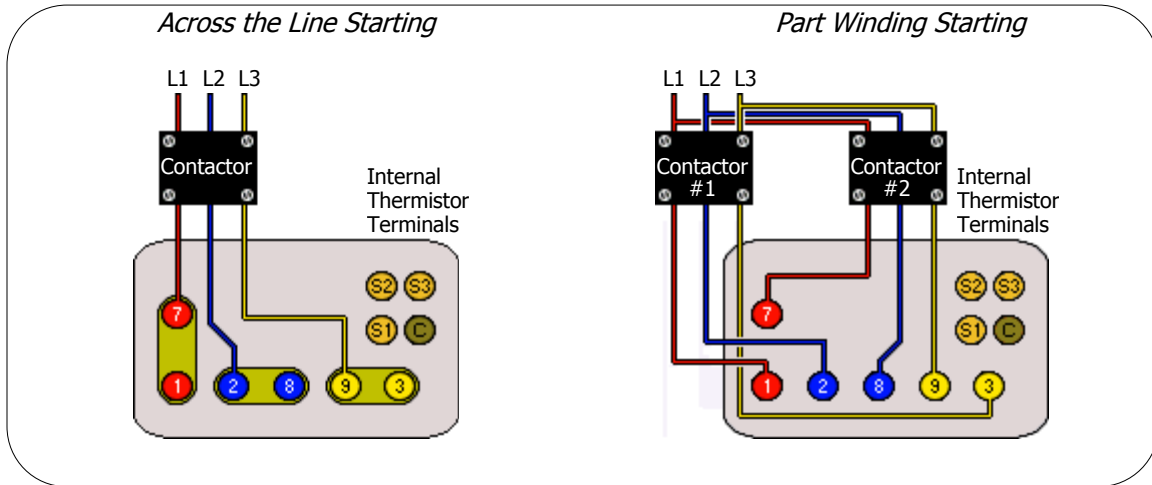 Across the Line Starting
L1 L2 L3
Contactor
Internal
Thermistor
Terminals
S2 S3
7
S1 C
1 2 8 9 3
Part Winding Starting
L1 L2 L3
Contactor
#1
Contactor
#2
Internal
Thermistor
Terminals
S2 S3
7
S1 C
1 2 8 9 3